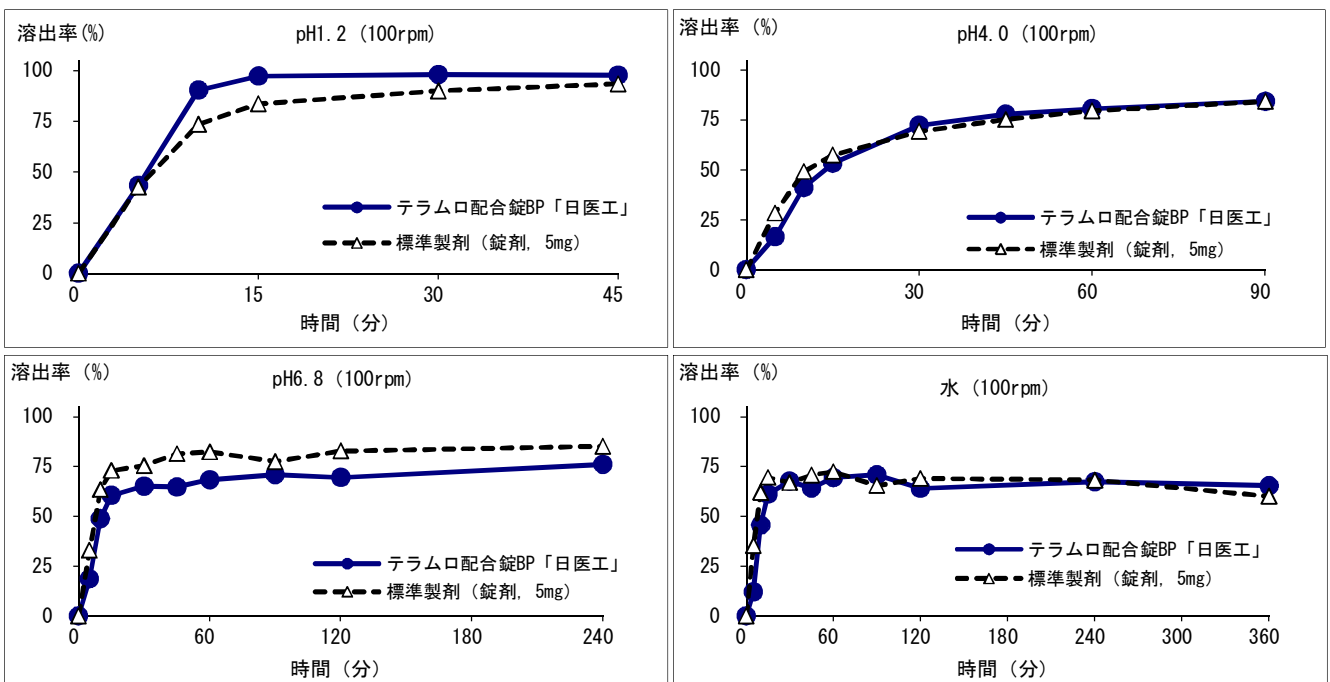 溶出率(%)
pH1.2 (100rpm)
100
75
50
25
0
テラムロ配合錠BP「日医工」
標準製剤（錠剤, 5mg）
0 15 30 45
時間（分）
溶出率 (%)
pH4.0 (100rpm)
100
75
50
25
0
テラムロ配合錠BP「日医工」
標準製剤（錠剤, 5mg）
0 30 60 90
時間（分）
溶出率 (%)
pH6.8 (100rpm)
100
75
50
25
0
テラムロ配合錠BP「日医工」
標準製剤（錠剤, 5mg）
0 60 120 180 240
時間（分）
溶出率 (%)
水 (100rpm)
100
75
50
25
0
テラムロ配合錠BP「日医工」
標準製剤（錠剤, 5mg）
0 60 120 240 300 360
時間（分）